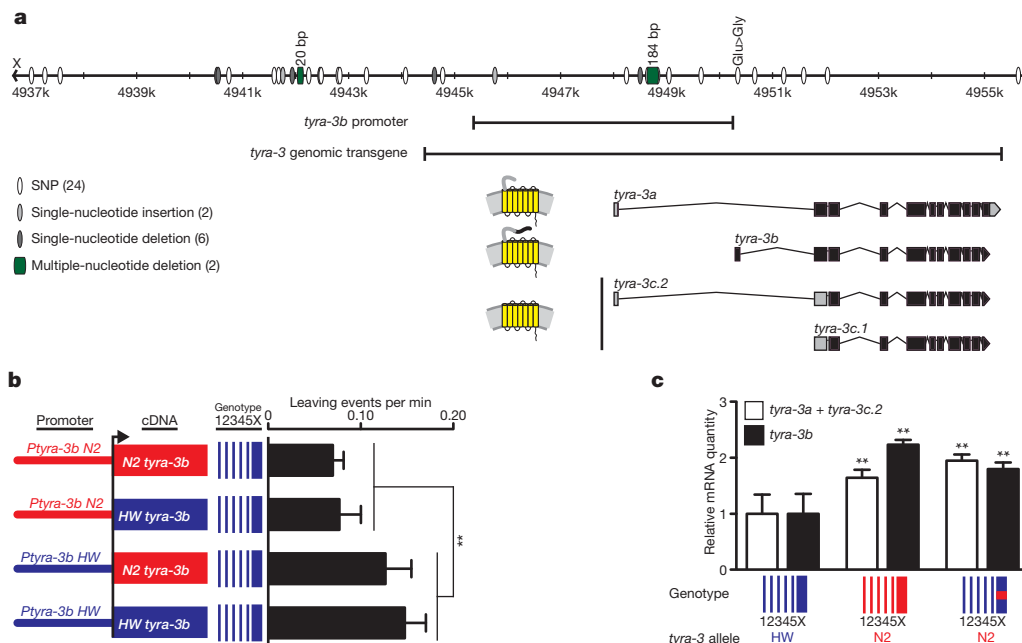 a
X
20 bp
184 bp
Glu>Gly
4937k 4939k 4941k 4943k 4945k 4947k 4949k 4951k 4953k 4955k
tyra-3b promoter
tyra-3 genomic transgene
SNP (24)
Single-nucleotide insertion (2)
Single-nucleotide deletion (6)
Multiple-nucleotide deletion (2)
tyra-3a
tyra-3b
tyra-3c.2
tyra-3c.1
b
Promoter cDNA Genotype 12345X
Leaving events per min
0 0.10 0.20
Ptyra-3b N2 N2 tyra-3b
Ptyra-3b N2 HW tyra-3b
Ptyra-3b HW N2 tyra-3b
Ptyra-3b HW HW tyra-3b
**
c
Relative mRNA quantity
3
2
1
0
tyra-3a + tyra-3c.2
tyra-3b
** ** ** **
Genotype
12345X 12345X 12345X
tyra-3 allele HW N2 N2